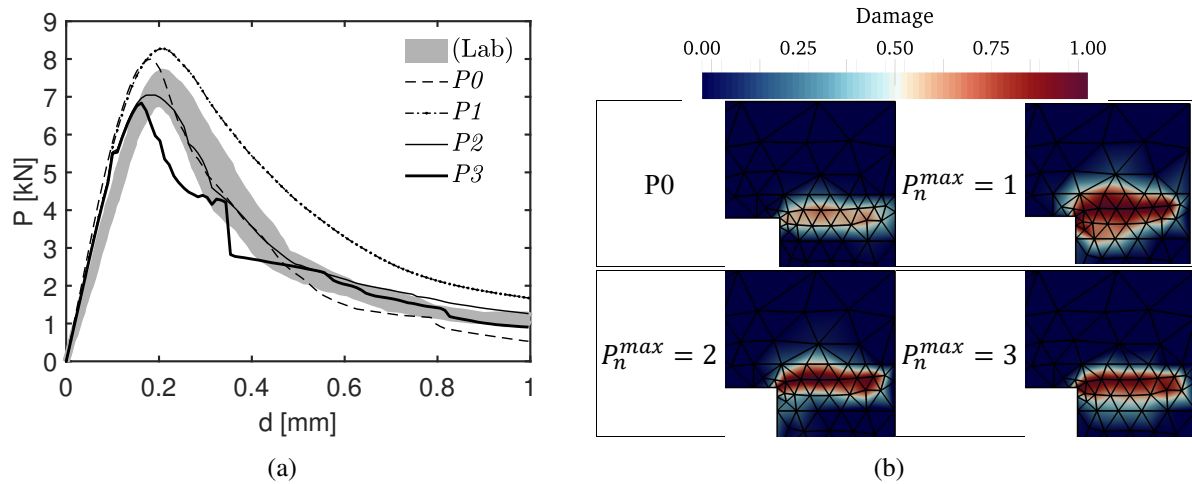 9
8
7
6
5
4
3
2
1
0
P [kN]
0 0.2 0.4 0.6 0.8 1
d [mm]
(Lab)
P0
P1
P2
P3
(a)
Damage
0.00 0.25 0.50 0.75 1.00
P0
P_n^{max} = 1
P_n^{max} = 2
P_n^{max} = 3
(b)